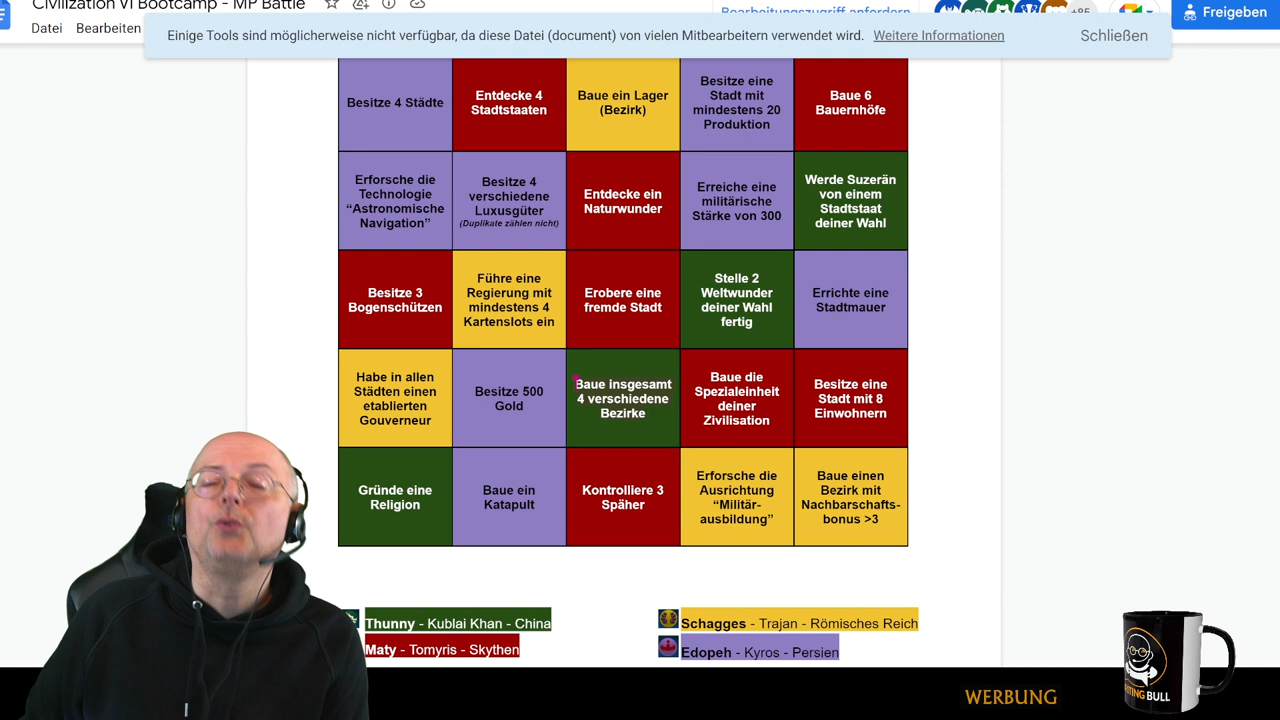 Civilization VI Bootcamp - MP Battle
Bearbeitungszugriff anfordern
+85
Freigeben
Datei Bearbeiten
Einige Tools sind möglicherweise nicht verfügbar, da diese Datei (document) von vielen Mitbearbeitern verwendet wird. Weitere Informationen Schließen
Besitze 4 Städte
Entdecke 4
Stadtstaaten
Baue ein Lager
(Bezirk)
Besitze eine
Stadt mit
mindestens 20
Produktion
Baue 6
Bauernhöfe
Erforsche die
Technologie
“Astronomische
Navigation”
Besitze 4
verschiedene
Luxusgüter
(Duplikate zählen nicht)
Entdecke ein
Naturwunder
Erreiche eine
militärische
Stärke von 300
Werde Suzerän
von einem
Stadtstaat
deiner Wahl
Besitze 3
Bogenschützen
Führe eine
Regierung mit
mindestens 4
Kartenslots ein
Erobere eine
fremde Stadt
Stelle 2
Weltwunder
deiner Wahl
fertig
Errichte eine
Stadtmauer
Habe in allen
Städten einen
etablierten
Gouverneur
Besitze 500
Gold
Baue insgesamt
4 verschiedene
Bezirke
Baue die
Spezialeinheit
deiner
Zivilisation
Besitze eine
Stadt mit 8
Einwohnern
Gründe eine
Religion
Baue ein
Katapult
Kontrolliere 3
Späher
Erforsche die
Ausrichtung
“Militär-
ausbildung”
Baue einen
Bezirk mit
Nachbarschafts-
bonus >3
Thunny - Kublai Khan - China
Schagges - Trajan - Römisches Reich
Maty - Tomyris - Skythen
Edopeh - Kyros - Persien
BULL
WERBUNG